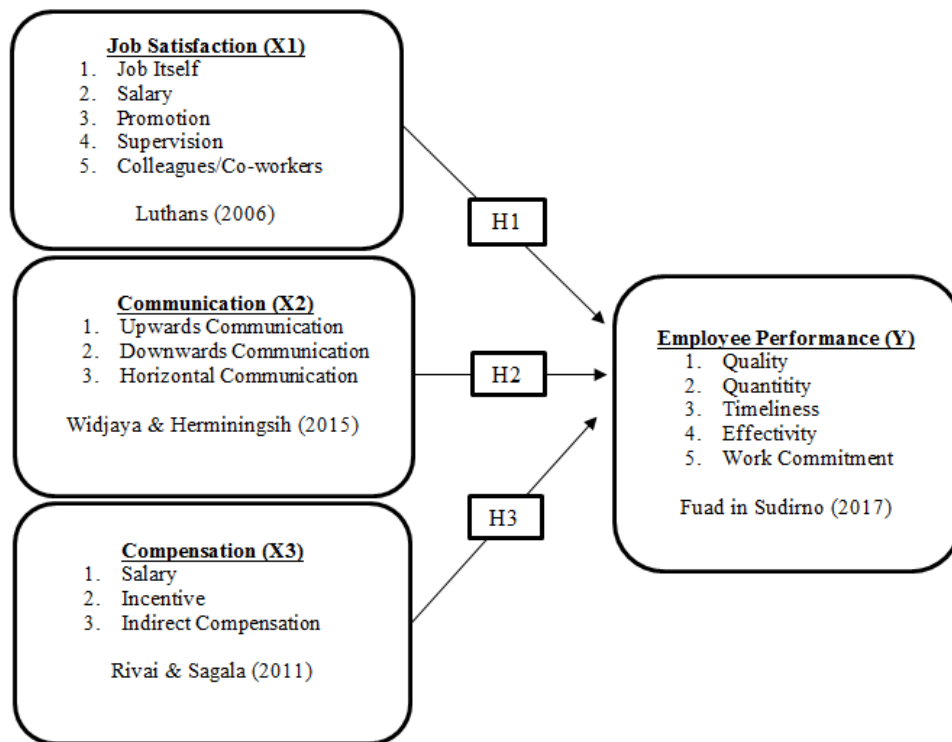 Job Satisfaction (X1)
1. Job Itself
2. Salary
3. Promotion
4. Supervision
5. Colleagues/Co-workers
Luthans (2006)
H1
Communication (X2)
1. Upwards Communication
2. Downwards Communication
3. Horizontal Communication
Widjaya & Herminingsih (2015)
H2
Compensation (X3)
1. Salary
2. Incentive
3. Indirect Compensation
Rivai & Sagala (2011)
H3
Employee Performance (Y)
1. Quality
2. Quantitity
3. Timeliness
4. Effectivity
5. Work Commitment
Fuad in Sudirno (2017)